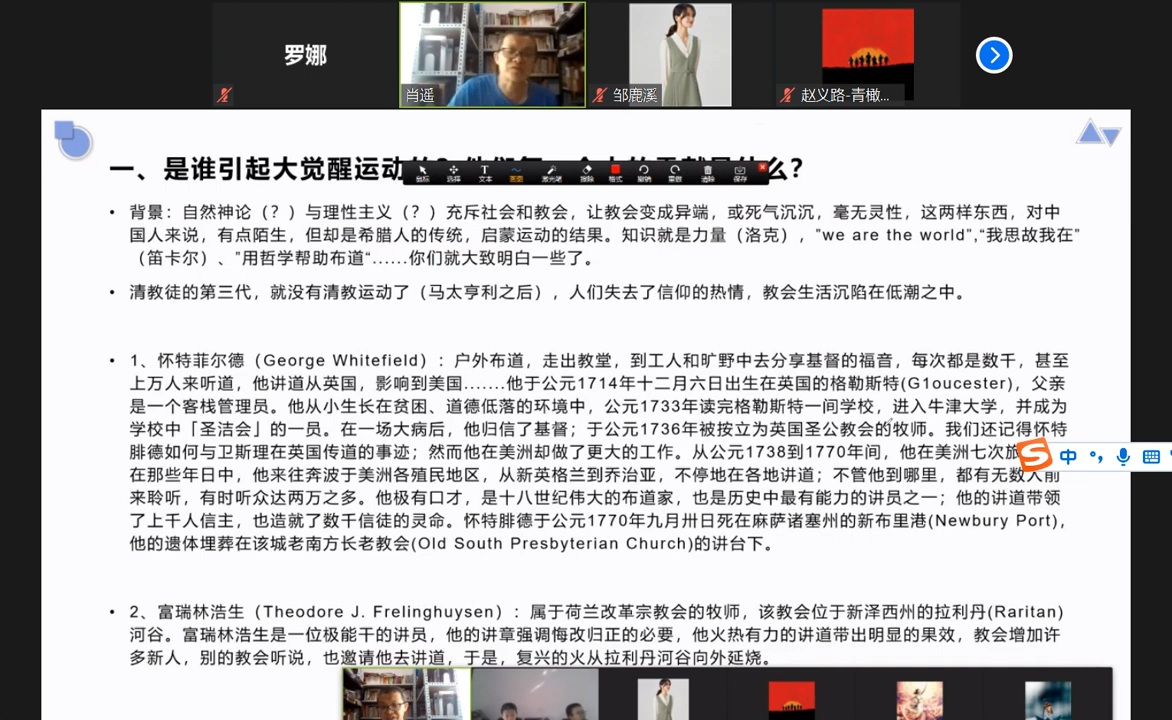 罗娜
肖遥
邹鹿溪
赵义路-青橄...
一、是谁引起大觉醒运动
么?
鼠标 选择 文本 画笔 激光笔 擦除 格式 撤销 重做 清除 保存
• 背景：自然神论（？）与理性主义（？）充斥社会和教会，让教会变成异端，或死气沉沉，毫无灵性，这两样东西，对中
国人来说，有点陌生，但却是希腊人的传统，启蒙运动的结果。知识就是力量（洛克），"we are the world",“我思故我在”
（笛卡尔）、”用哲学帮助布道“......你们就大致明白一些了。
• 清教徒的第三代，就没有清教运动了（马太亨利之后），人们失去了信仰的热情，教会生活沉陷在低潮之中。
• 1、怀特菲尔德（George Whitefield）：户外布道，走出教堂，到工人和旷野中去分享基督的福音，每次都是数千，甚至
上万人来听道，他讲道从英国，影响到美国.......他于公元1714年十二月六日出生在英国的格勒斯特(G1oucester)，父亲
是一个客栈管理员。他从小生长在贫困、道德低落的环境中，公元1733年读完格勒斯特一间学校，进入牛津大学，并成为
学校中「圣洁会」的一员。在一场大病后，他归信了基督；于公元1736年被按立为英国圣公教会的牧师。我们还记得怀特
腓德如何与卫斯理在英国传道的事迹；然而他在美洲却做了更大的工作。从公元1738到1770年间，他在美洲七次旅
在那些年日中，他来往奔波于美洲各殖民地区，从新英格兰到乔治亚，不停地在各地讲道；不管他到哪里，都有无数人前
来聆听，有时听众达两万之多。他极有口才，是十八世纪伟大的布道家，也是历史中最有能力的讲员之一；他的讲道带领
了上千人信主，也造就了数千信徒的灵命。怀特腓德于公元1770年九月卅日死在麻萨诸塞州的新布里港(Newbury Port)，
他的遗体埋葬在该城老南方长老教会(Old South Presbyterian Church)的讲台下。
中
• 2、富瑞林浩生（Theodore J. Frelinghuysen）：属于荷兰改革宗教会的牧师，该教会位于新泽西州的拉利丹(Raritan)
河谷。富瑞林浩生是一位极能干的讲员，他的讲章强调悔改归正的必要，他火热有力的讲道带出明显的果效，教会增加许
多新人，别的教会听说，也邀请他去讲道，于是，复兴的火从拉利丹河谷向外延烧。